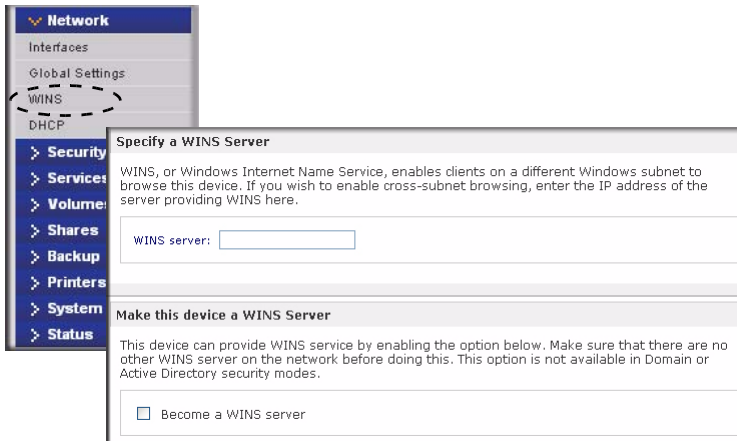 Network
Interfaces
Global Settings
WINS
DHCP
> Security
> Services
> Volumes
> Shares
> Backup
> Printers
> System
> Status
Specify a WINS Server
WINS, or Windows Internet Name Service, enables clients on a different Windows subnet to
browse this device. If you wish to enable cross-subnet browsing, enter the IP address of the
server providing WINS here.
WINS server:
Make this device a WINS Server
This device can provide WINS service by enabling the option below. Make sure that there are no
other WINS server on the network before doing this. This option is not available in Domain or
Active Directory security modes.
Become a WINS server